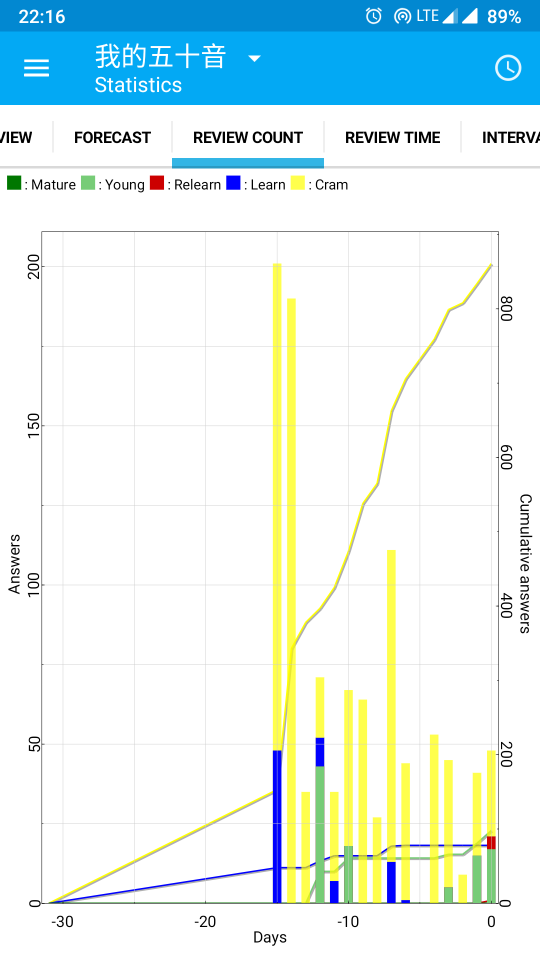 22:16 LTE 89%
我的五十音
Statistics
VIEW FORECAST REVIEW COUNT REVIEW TIME INTERVA
: Mature : Young : Relearn : Learn : Cram
200
150
100
50
0
Answers
800
600
400
200
0
Cumulative answers
-30 -20 -10 0
Days